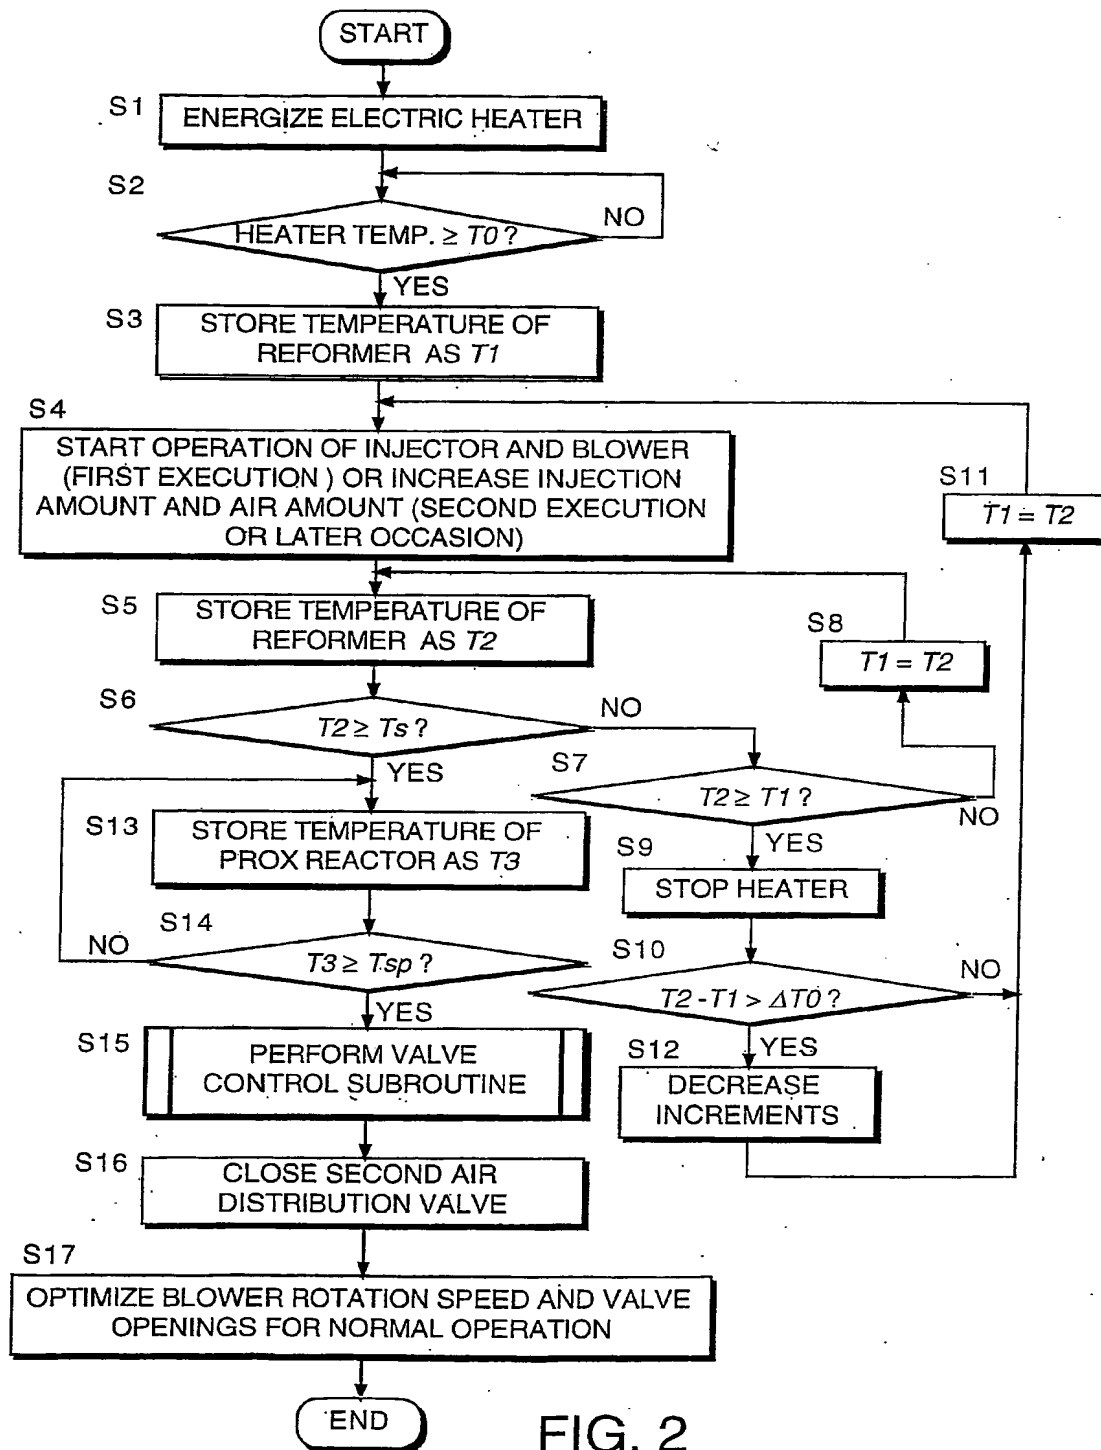 START
S1
ENERGIZE ELECTRIC HEATER
S2
HEATER TEMP. ≥ T0 ?
NO
YES
S3
STORE TEMPERATURE OF
REFORMER AS T1
S4
START OPERATION OF INJECTOR AND BLOWER
(FIRST EXECUTION ) OR INCREASE INJECTION
AMOUNT AND AIR AMOUNT (SECOND EXECUTION
OR LATER OCCASION)
S11
T1 = T2
S5
STORE TEMPERATURE OF
REFORMER AS T2
S8
T1 = T2
S6
T2 ≥ Ts ?
NO
YES
S7
T2 ≥ T1 ?
NO
YES
S13
STORE TEMPERATURE OF
PROX REACTOR AS T3
S9
STOP HEATER
S14
NO
T3 ≥ Tsp ?
YES
S10
T2 - T1 > ΔT0 ?
NO
YES
S15
PERFORM VALVE
CONTROL SUBROUTINE
S12
DECREASE
INCREMENTS
S16
CLOSE SECOND AIR
DISTRIBUTION VALVE
S17
OPTIMIZE BLOWER ROTATION SPEED AND VALVE
OPENINGS FOR NORMAL OPERATION
END
FIG. 2